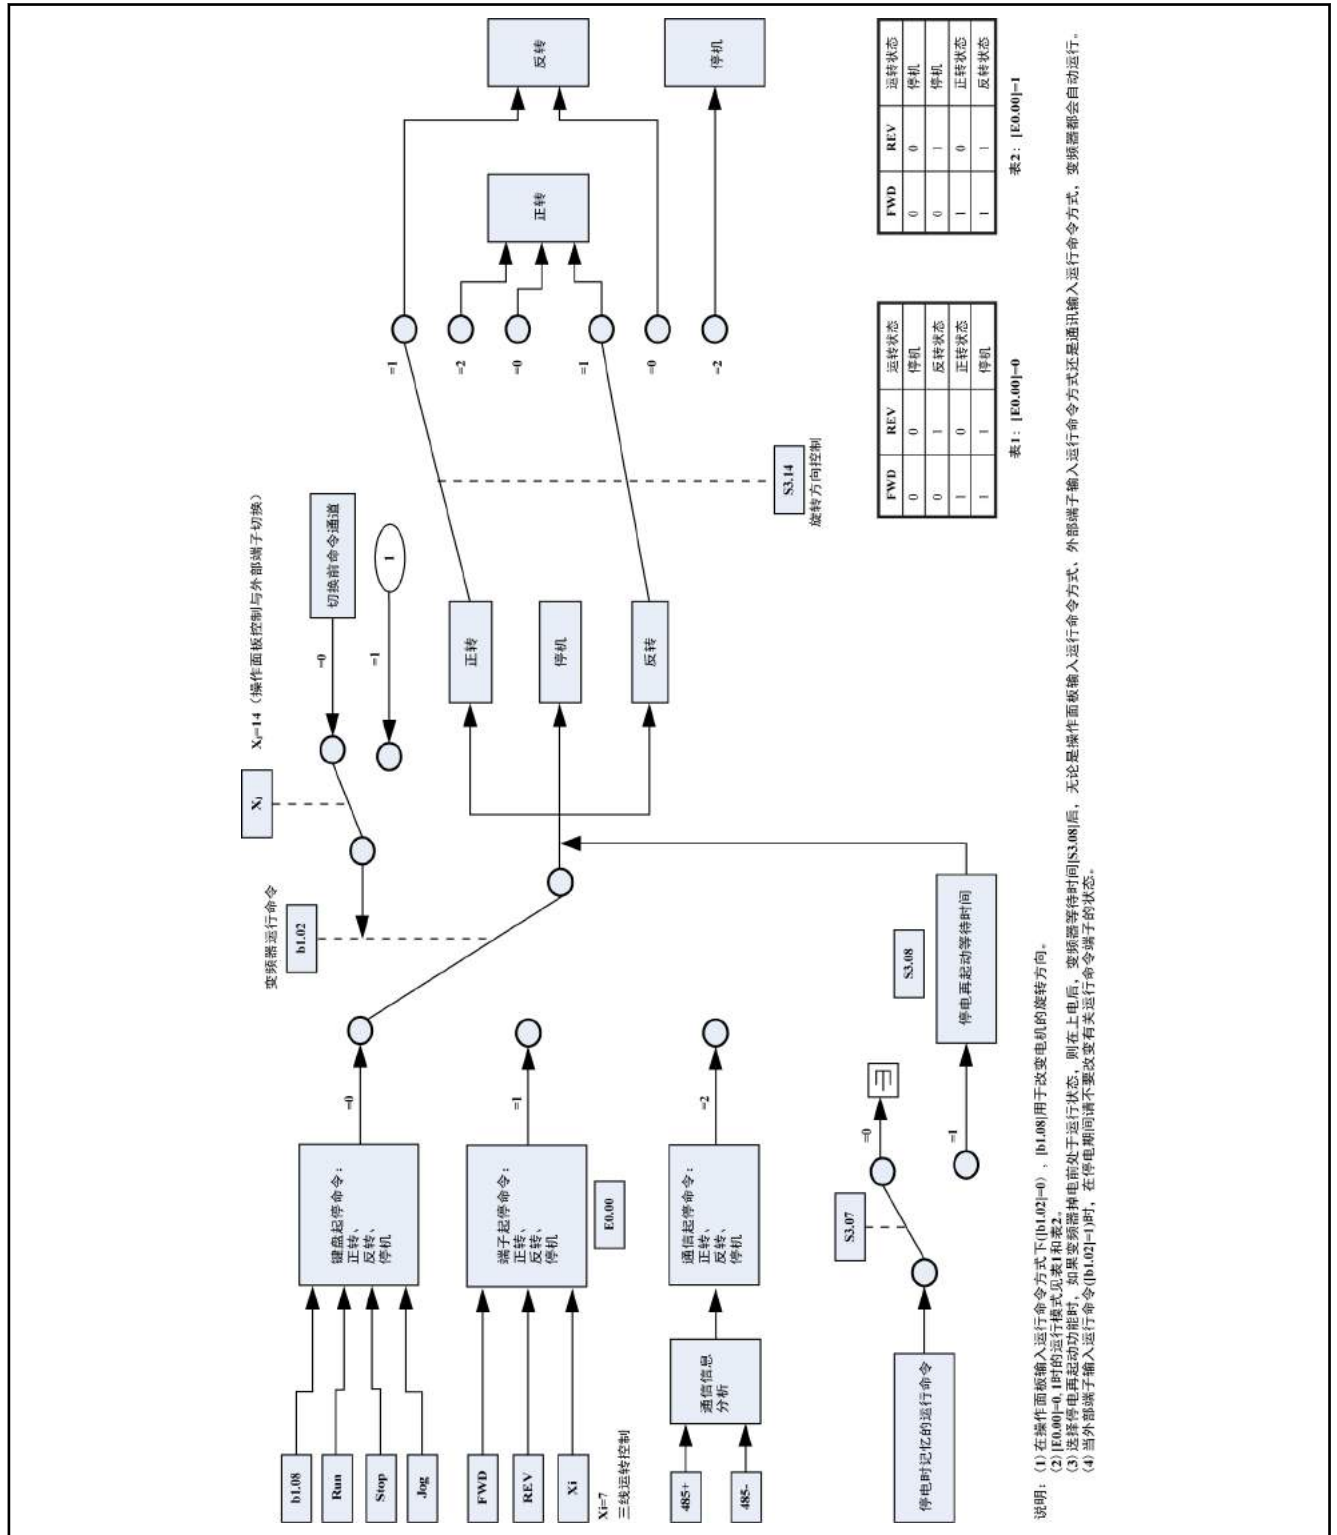 b1.08
Run
Stop
Jog
键盘起停命令：
正转、
反转、
停机
=0
FWD
REV
Xi
Xi=7
三线运转控制
端子起停命令：
正转、
反转、
停机
E0.00
=1
485+
485-
通信信息
分析
通信起停命令：
正转、
反转、
停机
=2
停电时记忆的运行命令
S3.07
=0
=1
S3.08
停电再起动等待时间
变频器运行命令
b1.02
Xj
Xj=14（操作面板控制与外部端子切换）
=0
切换前命令通道
=1
1
正转
停机
反转
S3.14
旋转方向控制
=1
=2
=0
=1
=0
=2
正转
反转
停机
FWD REV 运转状态
0 0 停机
0 1 反转状态
1 0 正转状态
1 1 停机
表1：[E0.00]=0
FWD REV 运转状态
0 0 停机
0 1 停机
1 0 正转状态
1 1 反转状态
表2：[E0.00]=1
说明：（1）在操作面板输入运行命令方式下([b1.02]=0)，[b1.08]用于改变电机的旋转方向。
（2）[E0.00]=0, 1时的运行模式见表1和表2。
（3）选择停电再起动功能时，如果变频器掉电前处于运行状态，则在上电后，变频器等待时间[S3.08]后，无论是操作面板输入运行命令方式、外部端子输入运行命令方式还是通讯输入运行命令方式，变频器都会自动运行。
（4）当外部端子输入运行命令([b1.02]=1)时，在停电期间请不要改变有关运行命令端子的状态。